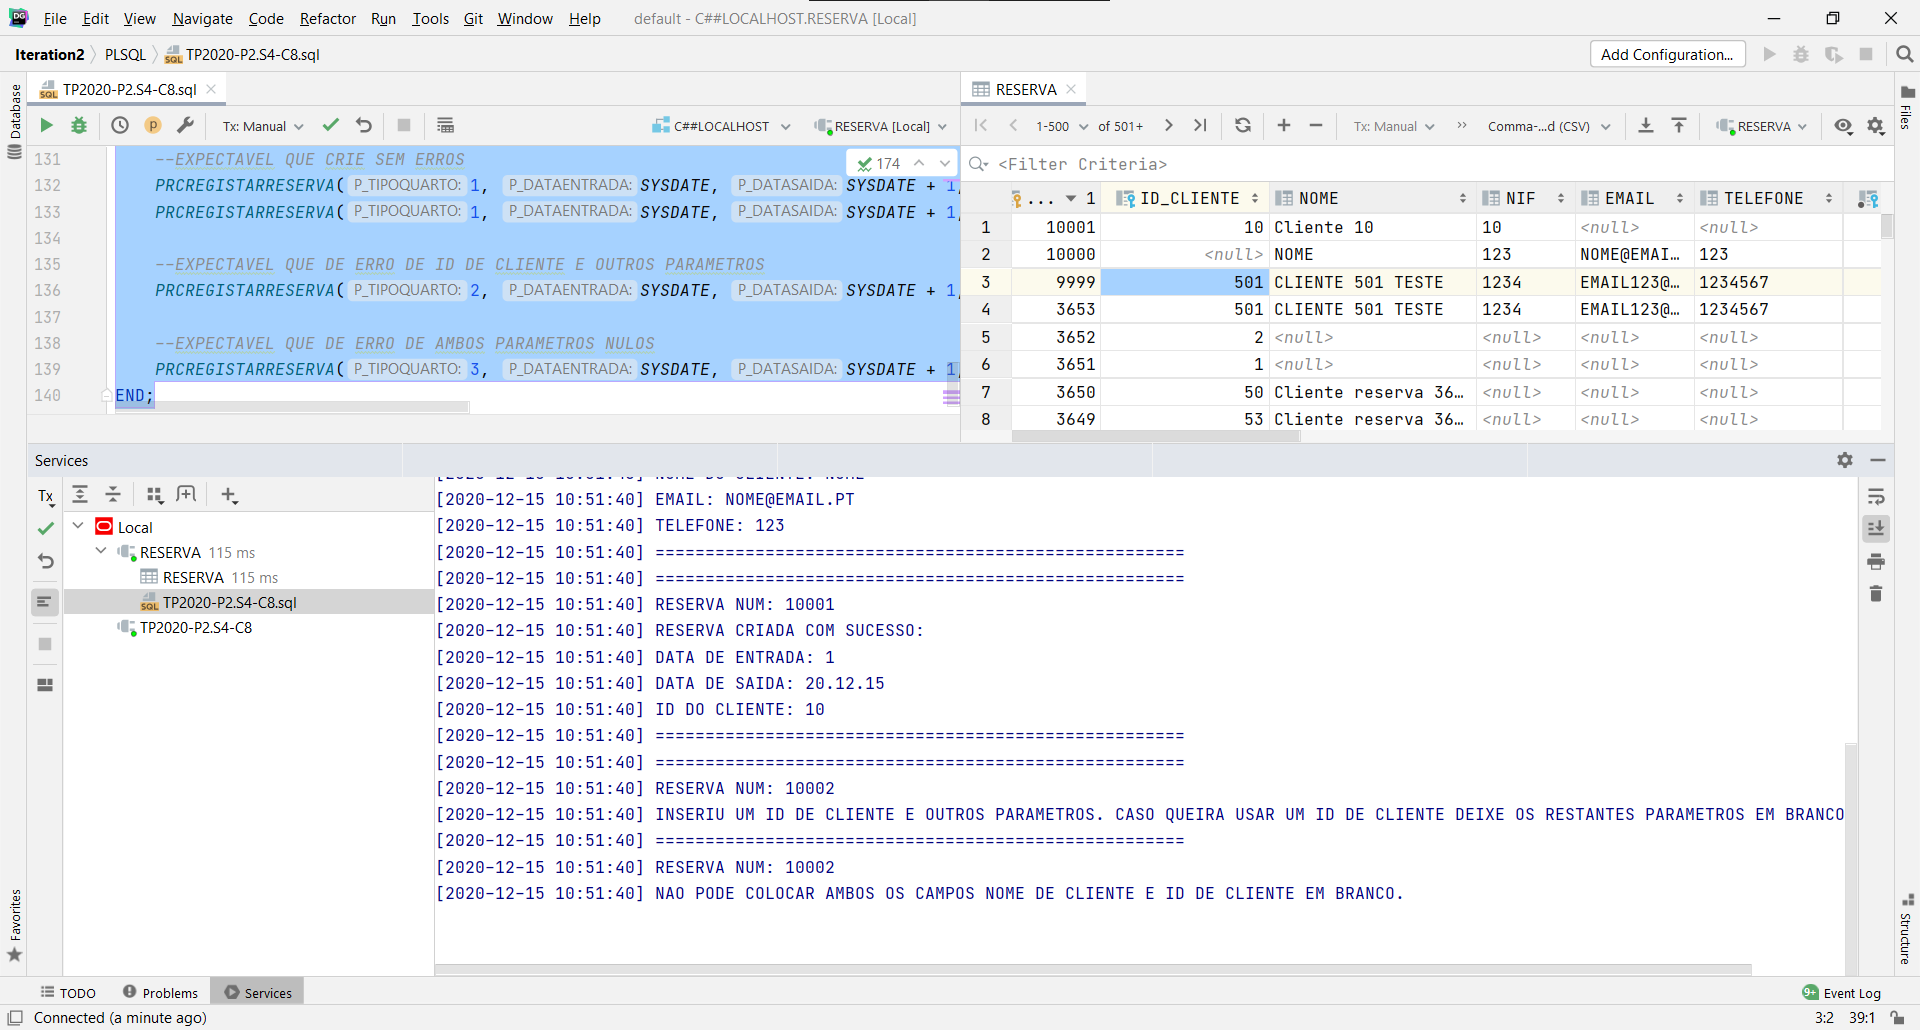 File Edit View Navigate Code Refactor Run Tools Git Window Help default - C##LOCALHOST.RESERVA [Local]
Iteration2 PLSQL TP2020-P2.S4-C8.sql Add Configuration...
Database
TP2020-P2.S4-C8.sql
Tx: Manual C##LOCALHOST RESERVA [Local]
174
131 --EXPECTAVEL QUE CRIE SEM ERROS
132 PRCREGISTARRESERVA( P_TIPOQUARTO: 1, P_DATAENTRADA: SYSDATE, P_DATASAIDA: SYSDATE + 1,
133 PRCREGISTARRESERVA( P_TIPOQUARTO: 1, P_DATAENTRADA: SYSDATE, P_DATASAIDA: SYSDATE + 1,
134
135 --EXPECTAVEL QUE DE ERRO DE ID DE CLIENTE E OUTROS PARAMETROS
136 PRCREGISTARRESERVA( P_TIPOQUARTO: 2, P_DATAENTRADA: SYSDATE, P_DATASAIDA: SYSDATE + 1,
137
138 --EXPECTAVEL QUE DE ERRO DE AMBOS PARAMETROS NULOS
139 PRCREGISTARRESERVA( P_TIPOQUARTO: 3, P_DATAENTRADA: SYSDATE, P_DATASAIDA: SYSDATE + 1,
140 END;
RESERVA
1-500 of 501+ Tx: Manual Comma-...d (CSV) RESERVA
<Filter Criteria>
... 1 ID_CLIENTE NOME NIF EMAIL TELEFONE
1 10001 10 Cliente 10 10 <null> <null>
2 10000 <null> NOME 123 NOME@EMAI... 123
3 9999 501 CLIENTE 501 TESTE 1234 EMAIL123@... 1234567
4 3653 501 CLIENTE 501 TESTE 1234 EMAIL123@... 1234567
5 3652 2 <null> <null> <null> <null>
6 3651 1 <null> <null> <null> <null>
7 3650 50 Cliente reserva 36... <null> <null> <null>
8 3649 53 Cliente reserva 36... <null> <null> <null>
Files
Services
Tx
Local
RESERVA 115 ms
RESERVA 115 ms
TP2020-P2.S4-C8.sql
TP2020-P2.S4-C8
[2020-12-15 10:51:40] NOME DO CLIENTE: NOME
[2020-12-15 10:51:40] EMAIL: NOME@EMAIL.PT
[2020-12-15 10:51:40] TELEFONE: 123
[2020-12-15 10:51:40] =====================================================
[2020-12-15 10:51:40] =====================================================
[2020-12-15 10:51:40] RESERVA NUM: 10001
[2020-12-15 10:51:40] RESERVA CRIADA COM SUCESSO:
[2020-12-15 10:51:40] DATA DE ENTRADA: 1
[2020-12-15 10:51:40] DATA DE SAIDA: 20.12.15
[2020-12-15 10:51:40] ID DO CLIENTE: 10
[2020-12-15 10:51:40] =====================================================
[2020-12-15 10:51:40] =====================================================
[2020-12-15 10:51:40] RESERVA NUM: 10002
[2020-12-15 10:51:40] INSERIU UM ID DE CLIENTE E OUTROS PARAMETROS. CASO QUEIRA USAR UM ID DE CLIENTE DEIXE OS RESTANTES PARAMETROS EM BRANCO
[2020-12-15 10:51:40] =====================================================
[2020-12-15 10:51:40] RESERVA NUM: 10002
[2020-12-15 10:51:40] NAO PODE COLOCAR AMBOS OS CAMPOS NOME DE CLIENTE E ID DE CLIENTE EM BRANCO.
Favorites
Structure
TODO Problems Services 9+ Event Log
Connected (a minute ago) 3:2 39:1